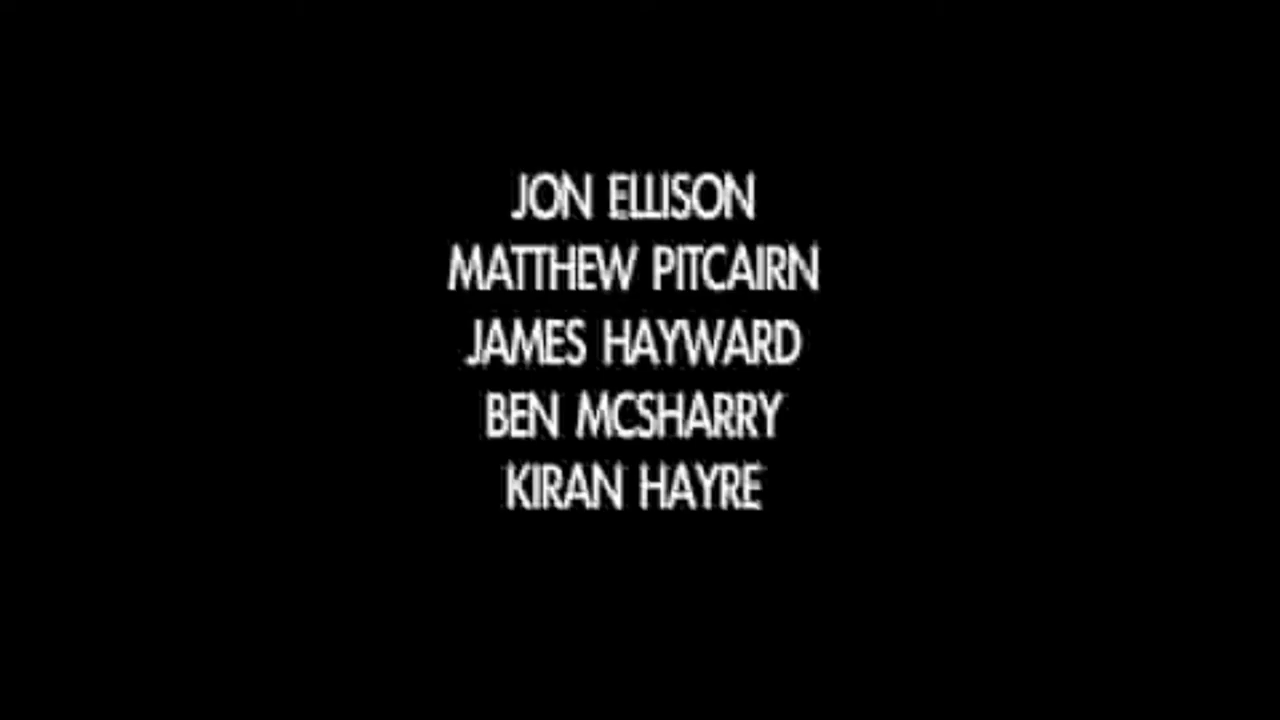 JON ELLISON
MATTHEW PITCAIRN
JAMES HAYWARD
BEN MCSHARRY
KIRAN HAYRE